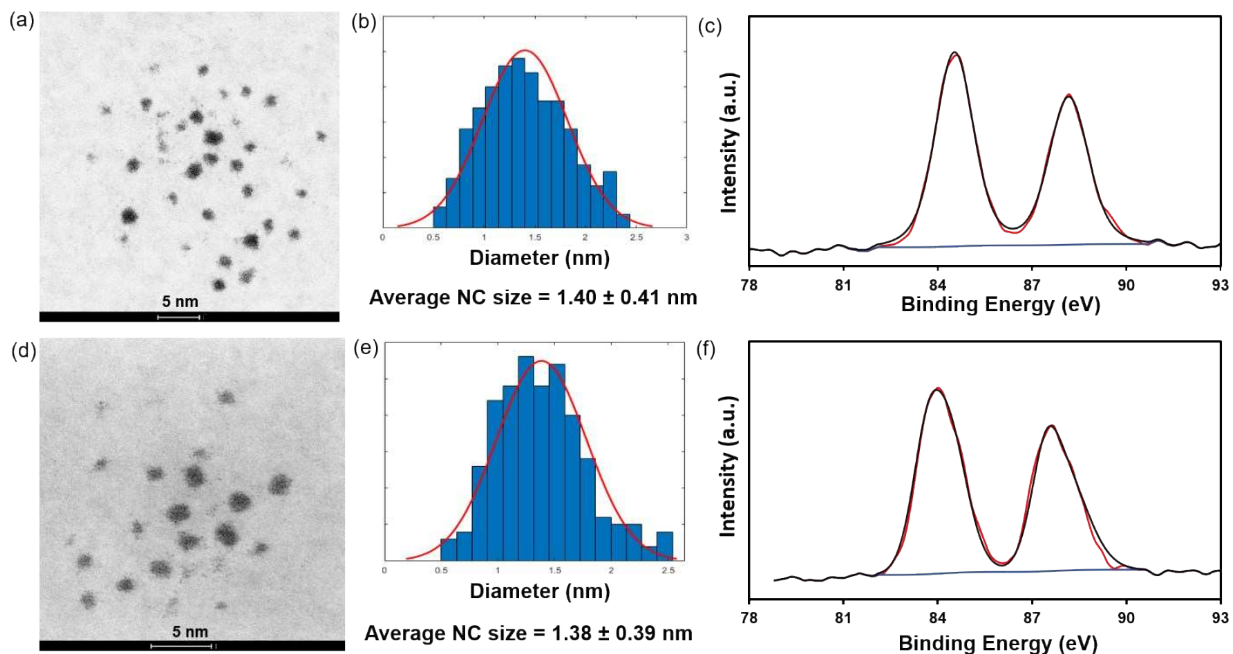 (a)
5 nm
(b)
0 0.5 1 1.5 2 2.5 3
Diameter (nm)
Average NC size = 1.40 ± 0.41 nm
(c)
Intensity (a.u.)
78 81 84 87 90 93
Binding Energy (eV)
(d)
5 nm
(e)
0 0.5 1 1.5 2 2.5
Diameter (nm)
Average NC size = 1.38 ± 0.39 nm
(f)
Intensity (a.u.)
78 81 84 87 90 93
Binding Energy (eV)